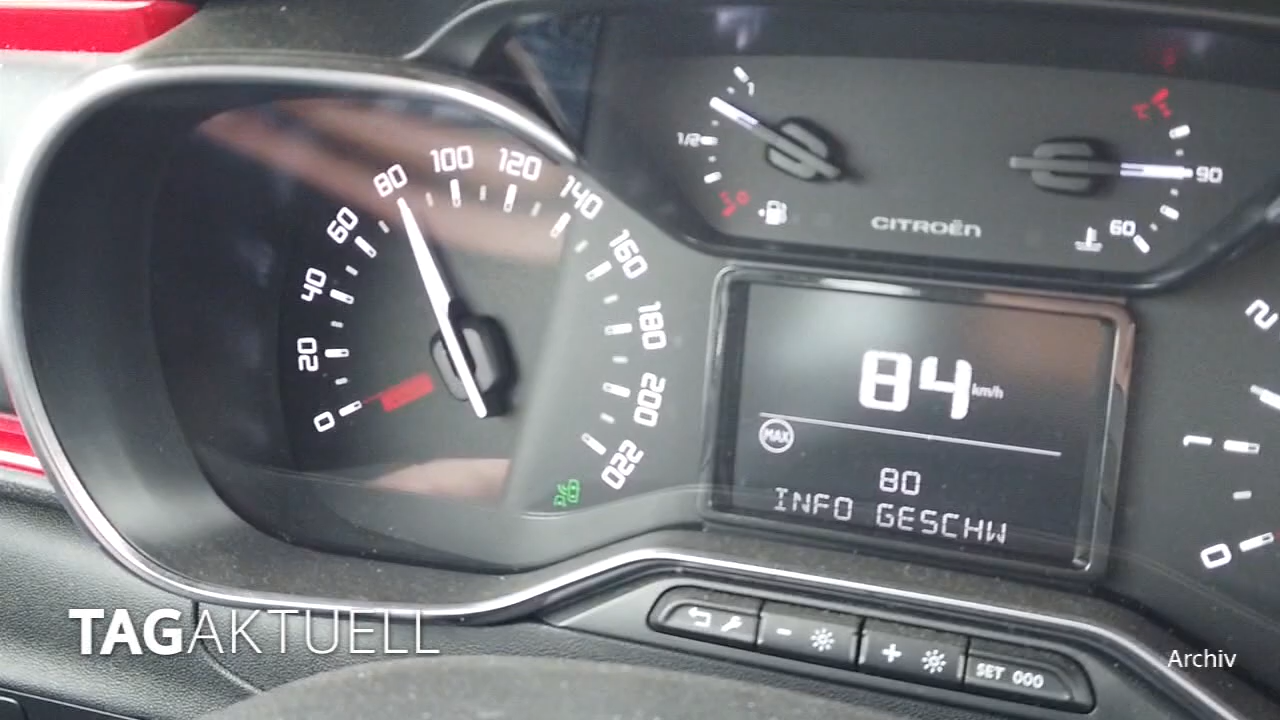 0
20
40
60
80
100
120
140
160
180
200
220
1
1/2
90
60
CITROËN
84 km/h
MAX
80
INFO GESCHW
2
1
0
SET 000
TAGAKTUELL
Archiv